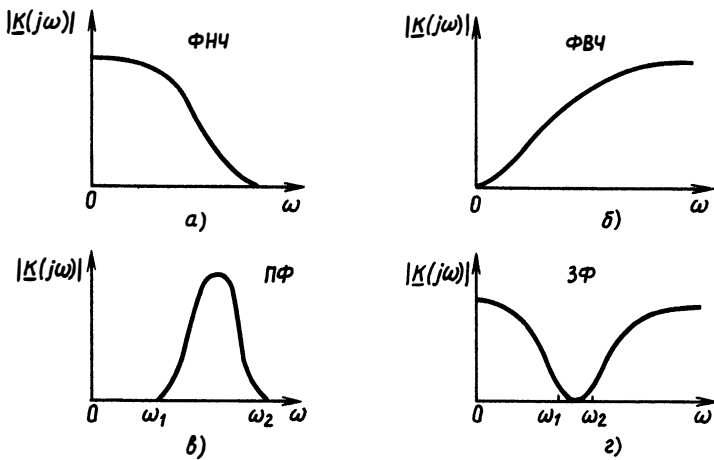 |K(jω)|
ФНЧ
0
ω
а)
|K(jω)|
ФВЧ
0
ω
б)
|K(jω)|
ПФ
0
ω₁
ω₂
ω
в)
|K(jω)|
ЗФ
0
ω₁
ω₂
ω
г)